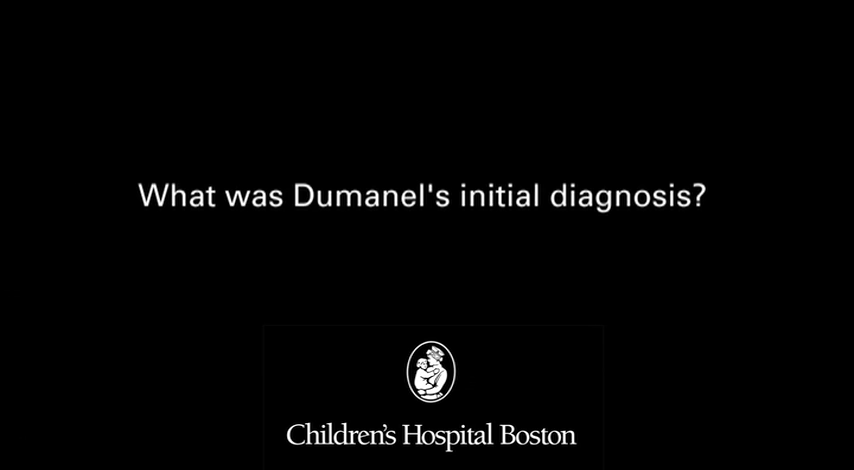 What was Dumanel's initial diagnosis?
Children's Hospital Boston